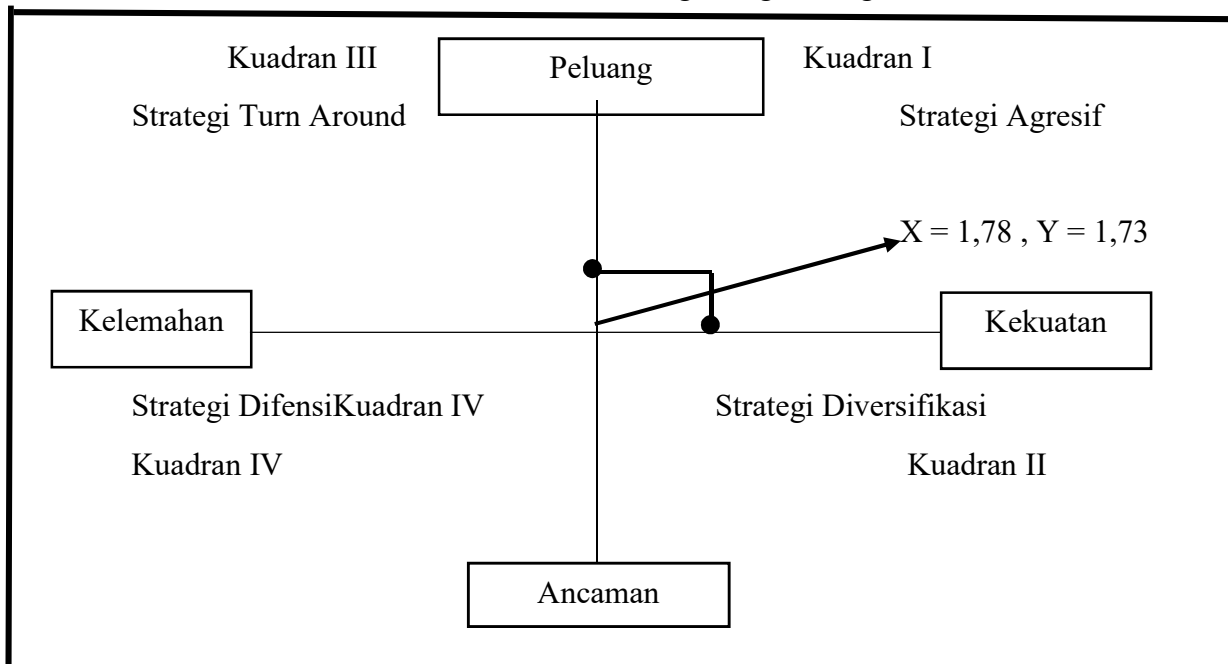 Kuadran III Peluang Kuadran I
Strategi Turn Around Strategi Agresif
X = 1,78 , Y = 1,73
Kelemahan Kekuatan
Strategi DifensiKuadran IV Strategi Diversifikasi
Kuadran IV Kuadran II
Ancaman